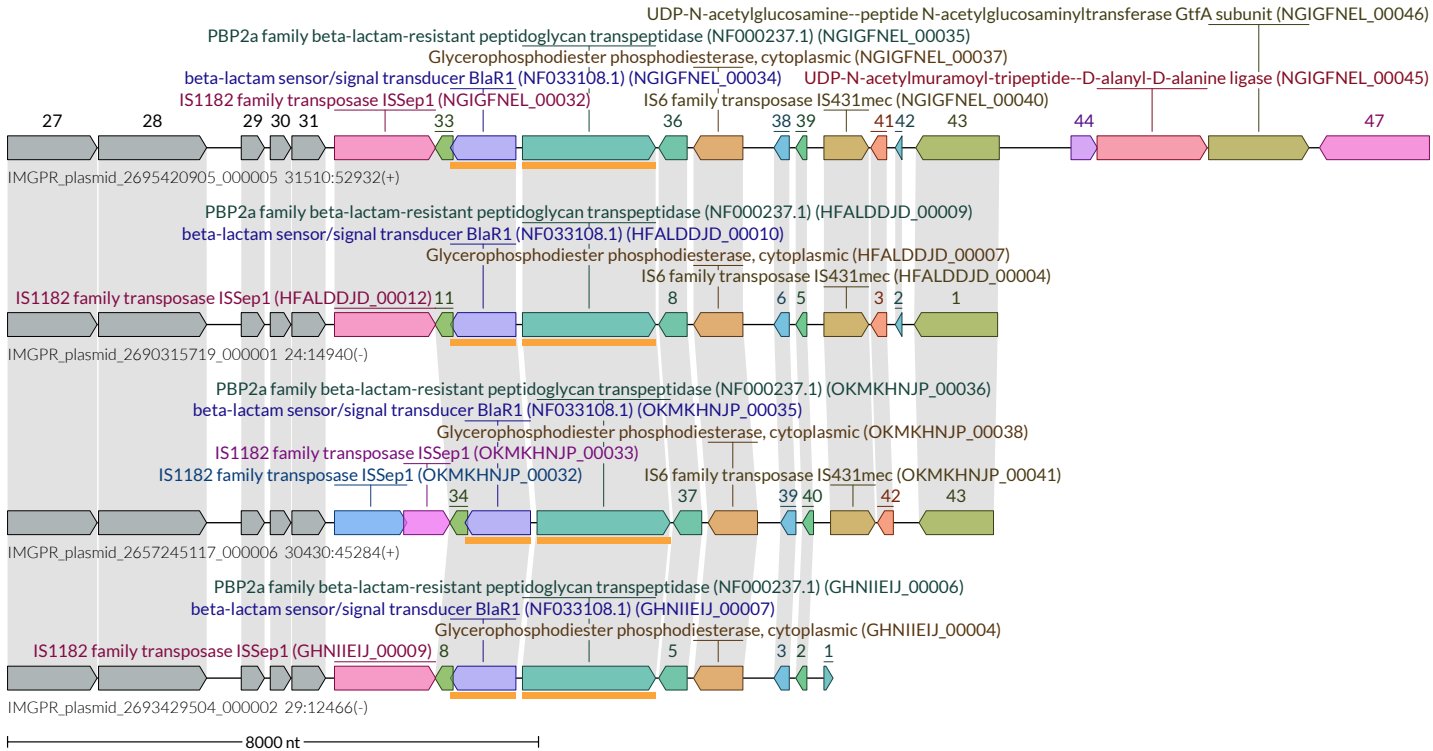 UDP-N-acetylglucosamine--peptide N-acetylglucosaminyltransferase GtfA subunit (NGIGFNEL_00046)
PBP2a family beta-lactam-resistant peptidoglycan transpeptidase (NF000237.1) (NGIGFNEL_00035)
Glycerophosphodiester phosphodiesterase, cytoplasmic (NGIGFNEL_00037)
beta-lactam sensor/signal transducer BlaR1 (NF033108.1) (NGIGFNEL_00034) UDP-N-acetylmuramoyl-tripeptide--D-alanyl-D-alanine ligase (NGIGFNEL_00045)
IS1182 family transposase ISSep1 (NGIGFNEL_00032) IS6 family transposase IS431mec (NGIGFNEL_00040)
27 28 29 30 31 33 36 38 39 41 42 43 44 47
IMGPR_plasmid_2695420905_000005 31510:52932(+)
PBP2a family beta-lactam-resistant peptidoglycan transpeptidase (NF000237.1) (HFALDDJD_00009)
beta-lactam sensor/signal transducer BlaR1 (NF033108.1) (HFALDDJD_00010)
Glycerophosphodiester phosphodiesterase, cytoplasmic (HFALDDJD_00007)
IS6 family transposase IS431mec (HFALDDJD_00004)
IS1182 family transposase ISSep1 (HFALDDJD_00012) 11 8 6 5 3 2 1
IMGPR_plasmid_2690315719_000001 24:14940(-)
PBP2a family beta-lactam-resistant peptidoglycan transpeptidase (NF000237.1) (OKMKHNJP_00036)
beta-lactam sensor/signal transducer BlaR1 (NF033108.1) (OKMKHNJP_00035)
Glycerophosphodiester phosphodiesterase, cytoplasmic (OKMKHNJP_00038)
IS1182 family transposase ISSep1 (OKMKHNJP_00033)
IS1182 family transposase ISSep1 (OKMKHNJP_00032) IS6 family transposase IS431mec (OKMKHNJP_00041)
34 37 39 40 42 43
IMGPR_plasmid_2657245117_000006 30430:45284(+)
PBP2a family beta-lactam-resistant peptidoglycan transpeptidase (NF000237.1) (GHNIIEIJ_00006)
beta-lactam sensor/signal transducer BlaR1 (NF033108.1) (GHNIIEIJ_00007)
Glycerophosphodiester phosphodiesterase, cytoplasmic (GHNIIEIJ_00004)
IS1182 family transposase ISSep1 (GHNIIEIJ_00009) 8 5 3 2 1
IMGPR_plasmid_2693429504_000002 29:12466(-)
8000 nt